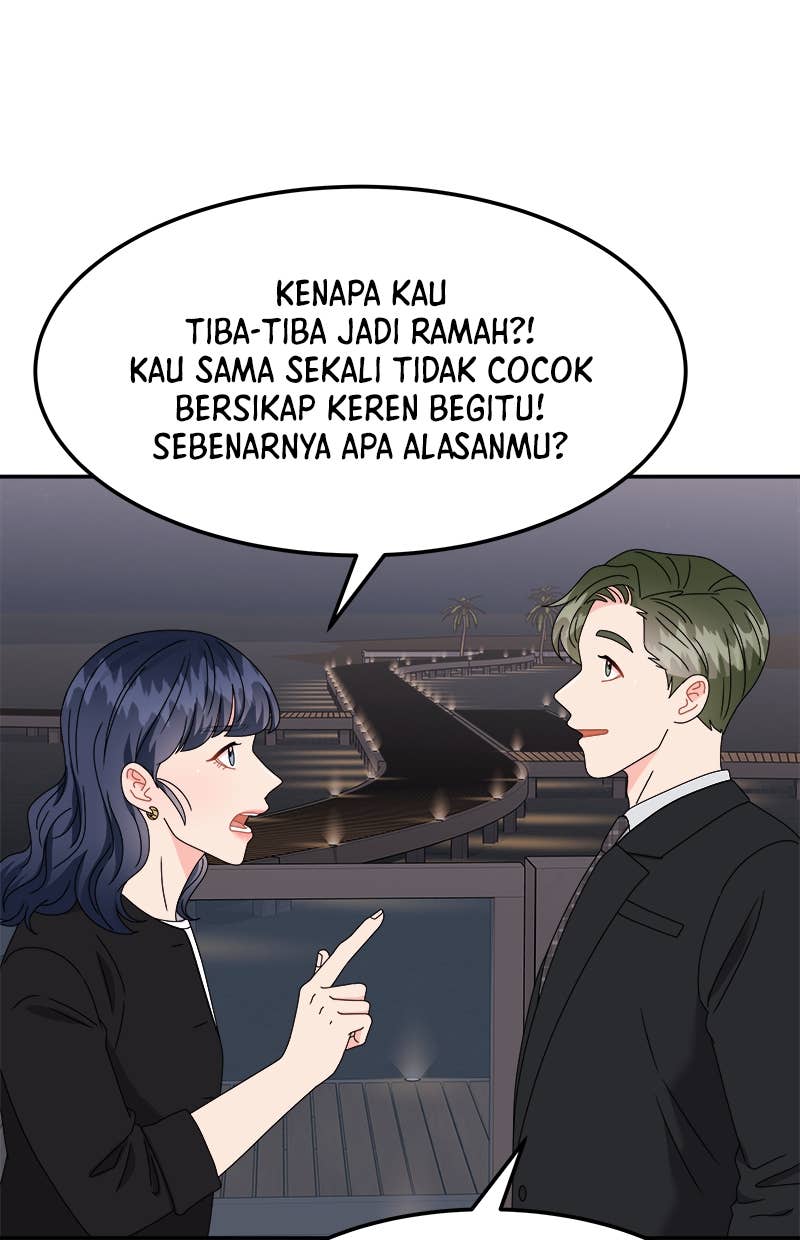 KENAPA KAU
TIBA-TIBA JADI RAMAH?!
KAU SAMA SEKALI TIDAK COCOK
BERSIKAP KEREN BEGITU!
SEBENARNYA APA ALASANMU?